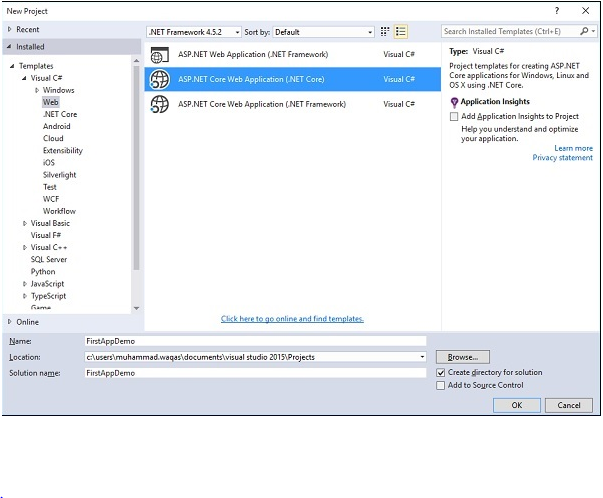 New Project
? X
Recent
.NET Framework 4.5.2 Sort by: Default
Search Installed Templates (Ctrl+E)
Installed
Templates
Visual C#
Windows
Web
.NET Core
Android
Cloud
Extensibility
iOS
Silverlight
Test
WCF
Workflow
Visual Basic
Visual F#
Visual C++
SQL Server
Python
JavaScript
TypeScript
Game
Online
ASP.NET Web Application (.NET Framework) Visual C#
ASP.NET Core Web Application (.NET Core) Visual C#
ASP.NET Core Web Application (.NET Framework) Visual C#
Click here to go online and find templates.
Type: Visual C#
Project templates for creating ASP.NET
Core applications for Windows, Linux and
OS X using .NET Core.
Application Insights
Add Application Insights to Project
Help you understand and optimize
your application.
Learn more
Privacy statement
Name: FirstAppDemo
Location: c:\users\muhammad.waqas\documents\visual studio 2015\Projects
Browse...
Solution name: FirstAppDemo
Create directory for solution
Add to Source Control
OK Cancel